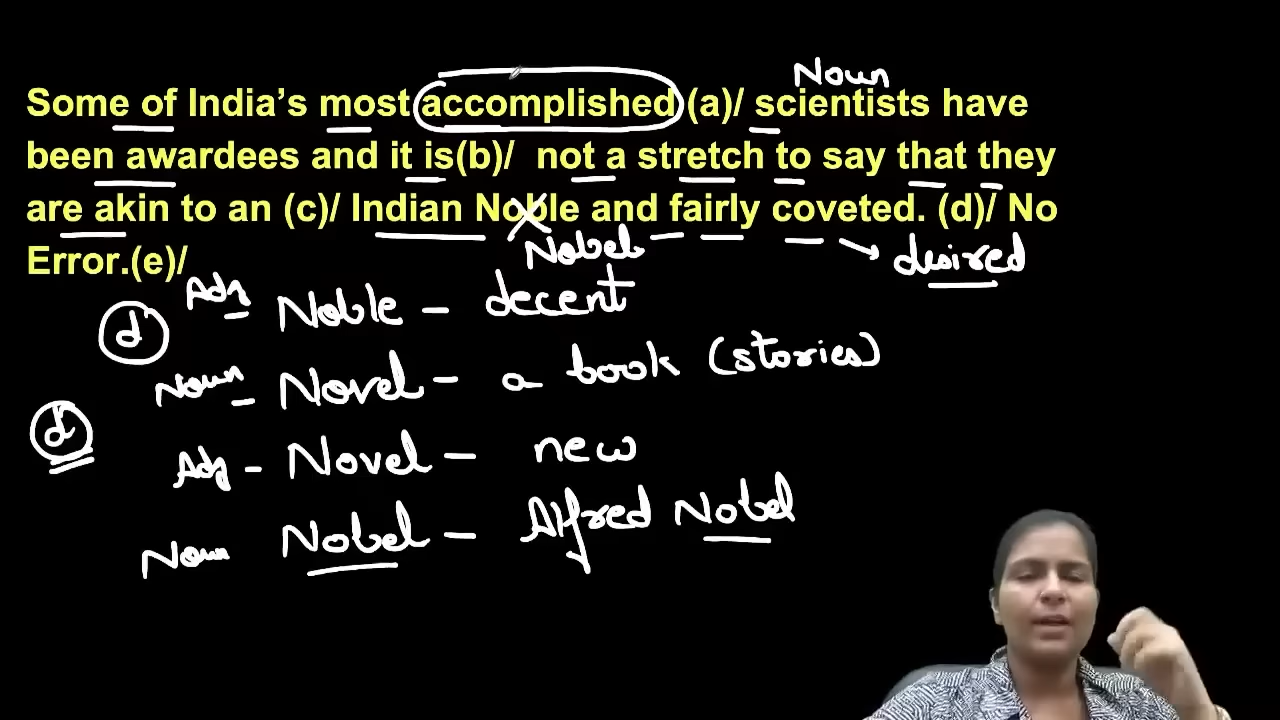 Noun
Some of India's most accomplished (a)/ scientists have
been awardees and it is(b)/ not a stretch to say that they
are akin to an (c)/ Indian Noble and fairly coveted. (d)/ No
Nobel desired
Error.(e)/
d Adj Noble - decent
Noun - Novel - a book (stories)
d
Adj - Novel - new
Noun Nobel - Alfred Nobel